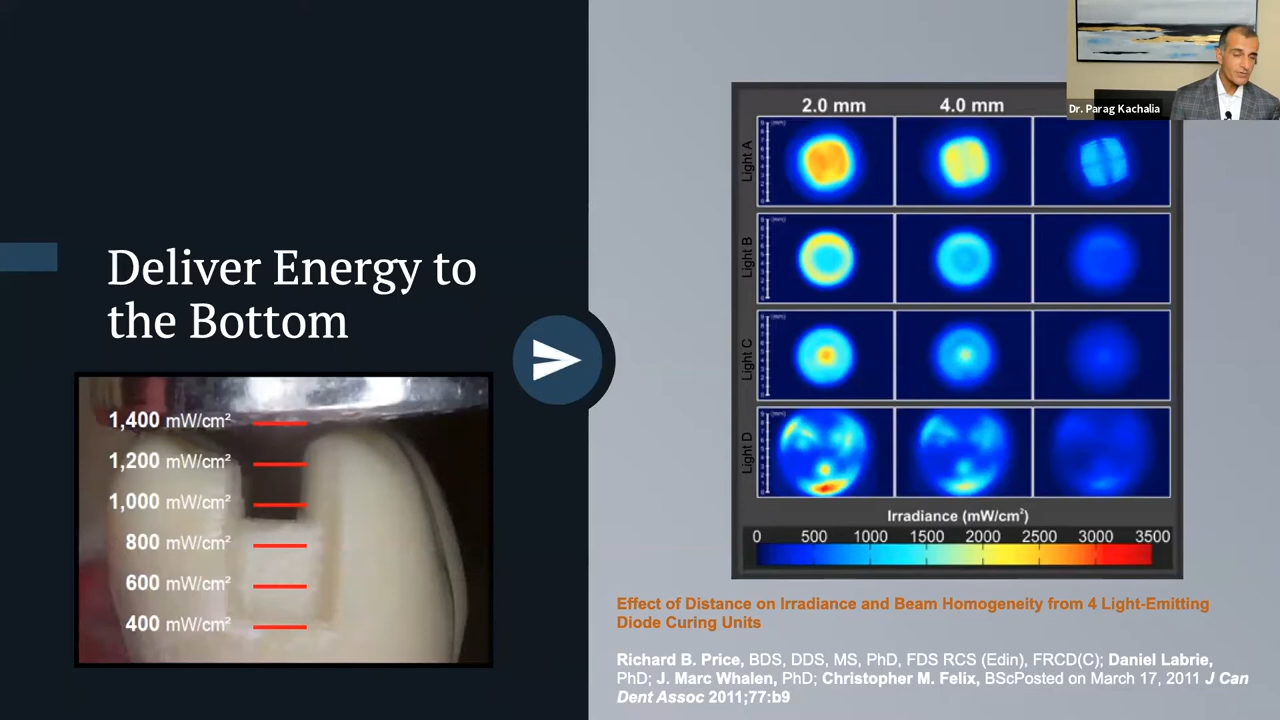 Deliver Energy to
the Bottom
1,400 mW/cm²
1,200 mW/cm²
1,000 mW/cm²
800 mW/cm²
600 mW/cm²
400 mW/cm²
2.0 mm
4.0 mm
Dr. Parag Kachalia
Light A
Light B
Light C
Light D
Irradiance (mW/cm²)
0 500 1000 1500 2000 2500 3000 3500
Effect of Distance on Irradiance and Beam Homogeneity from 4 Light-Emitting
Diode Curing Units
Richard B. Price, BDS, DDS, MS, PhD, FDS RCS (Edin), FRCD(C); Daniel Labrie,
PhD; J. Marc Whalen, PhD; Christopher M. Felix, BScPosted on March 17, 2011 J Can
Dent Assoc 2011;77:b9